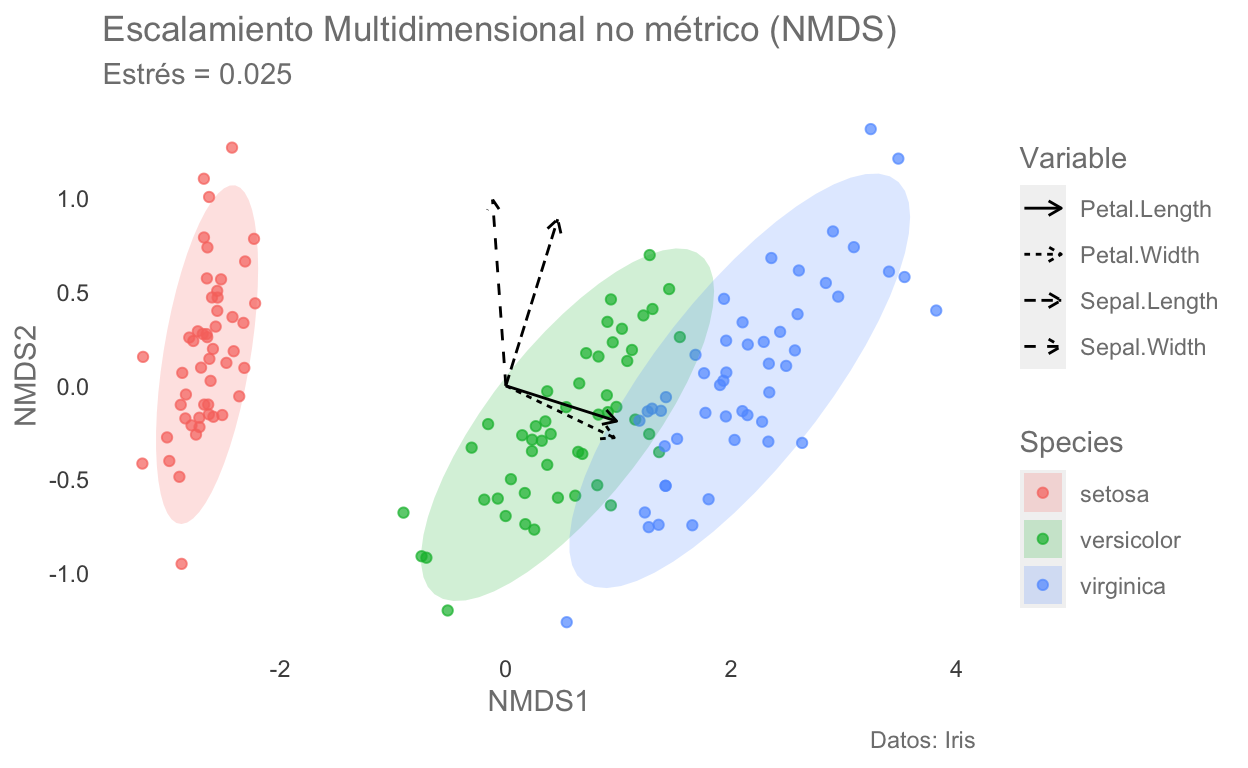 Escalamiento Multidimensional no métrico (NMDS)
Estrés = 0.025
1.0
0.5
0.0
-0.5
-1.0
NMDS2
-2
0
2
4
NMDS1
Variable
Petal.Length
Petal.Width
Sepal.Length
Sepal.Width
Species
setosa
versicolor
virginica
Datos: Iris